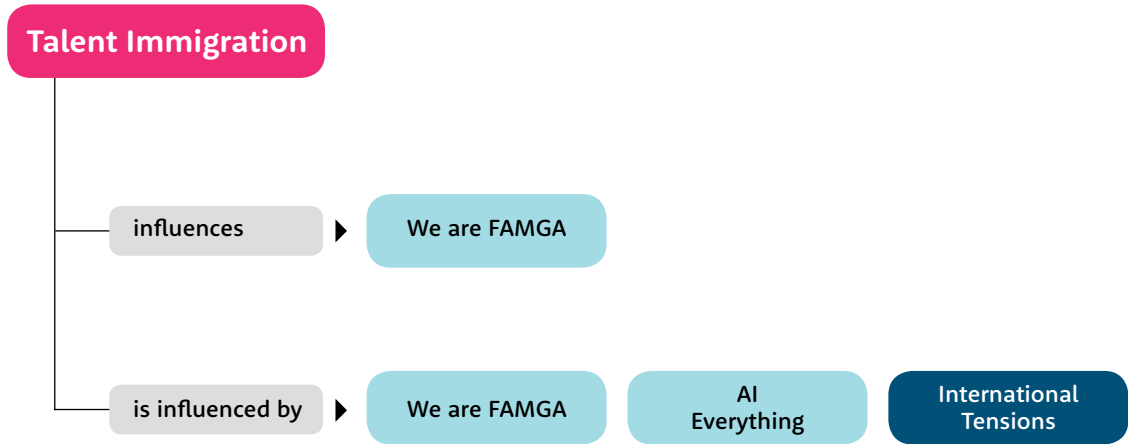 Talent Immigration
influences
We are FAMGA
is influenced by
We are FAMGA
AI
Everything
International
Tensions